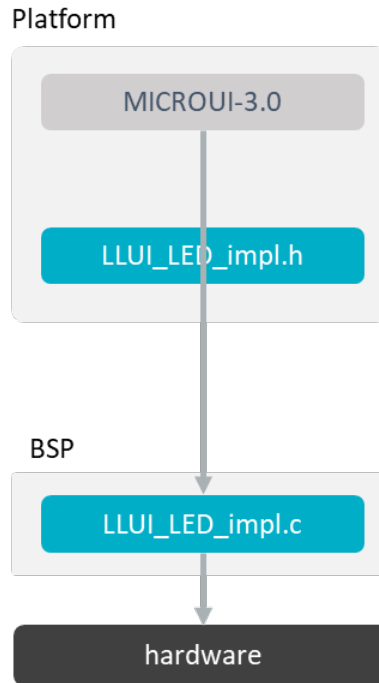 Platform
MICROUI-3.0
LLUI_LED_impl.h
BSP
LLUI_LED_impl.c
hardware